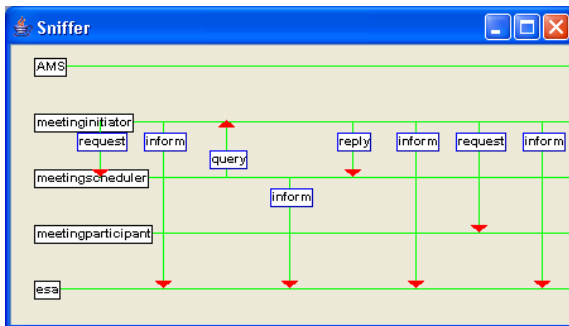 Sniffer
AMS
meetinginitiator
request inform reply inform request inform
query
meetingscheduler
inform
meetingparticipant
esa